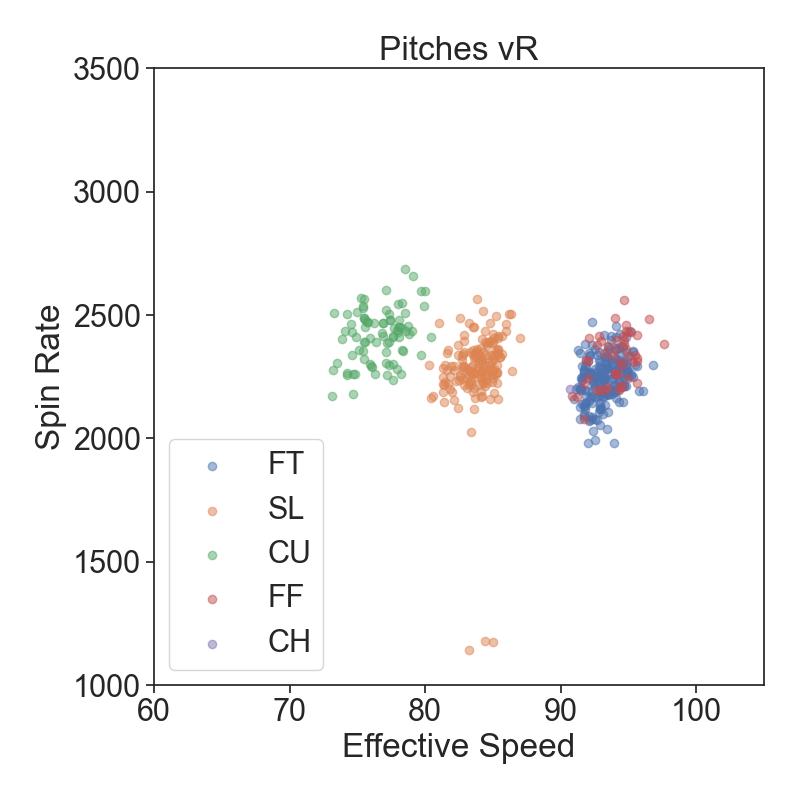 Pitches vR
3500
3000
2500
2000
1500
1000
Spin Rate
FT
SL
CU
FF
CH
60 70 80 90 100
Effective Speed